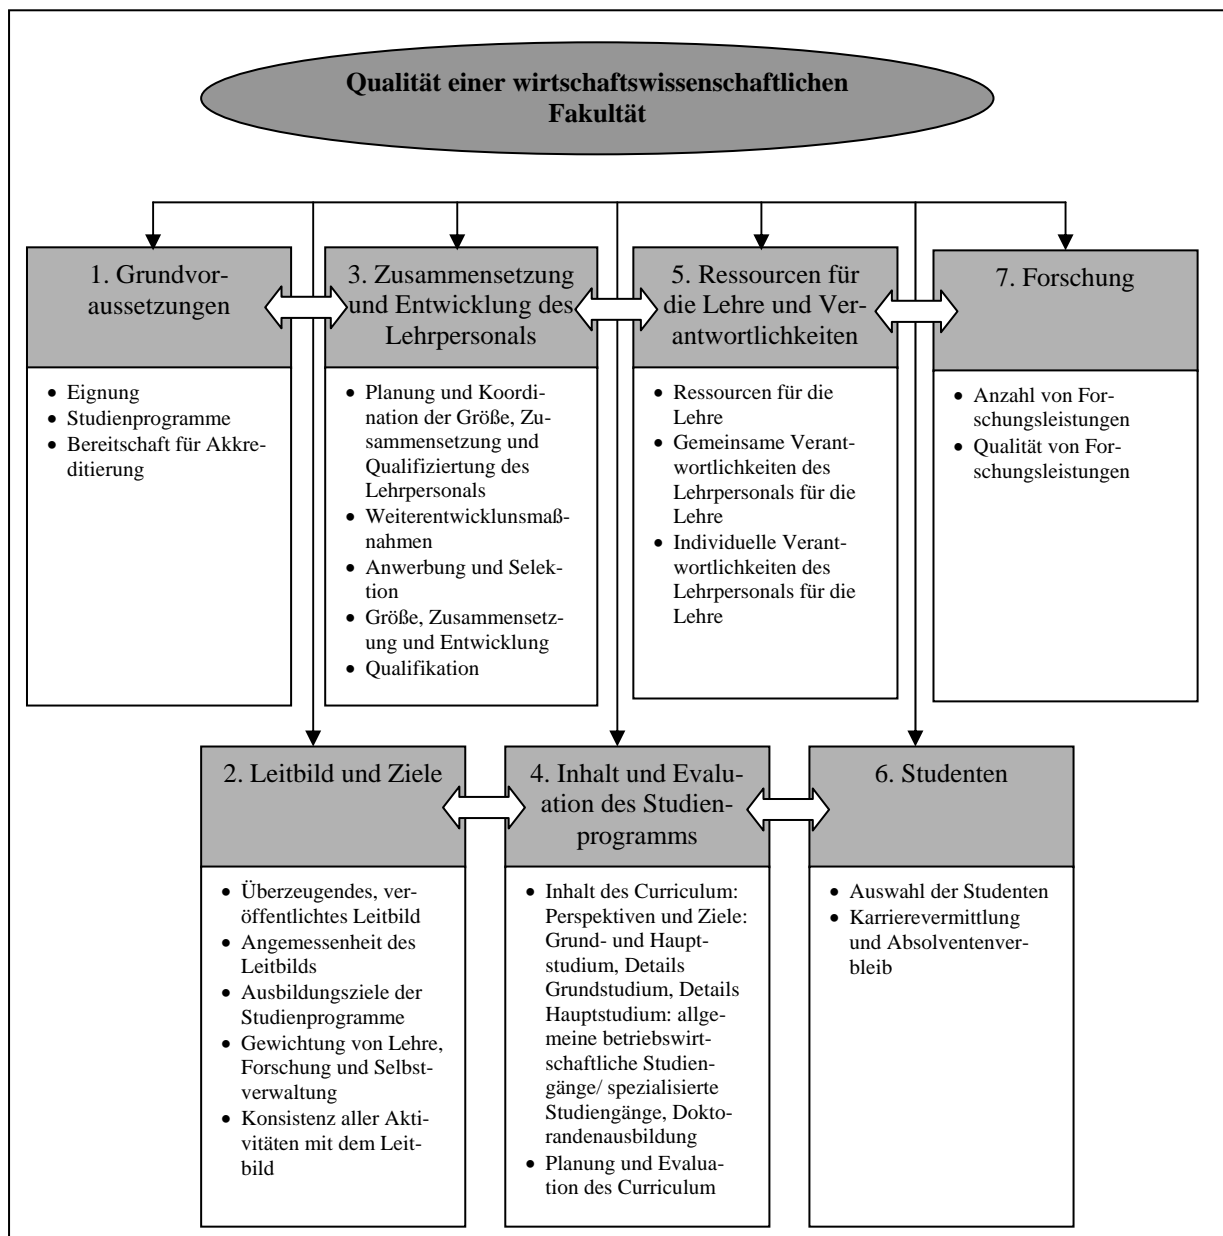 Qualität einer wirtschaftswissenschaftlichen
Fakultät
1. Grundvor-
aussetzungen
• Eignung
• Studienprogramme
• Bereitschaft für Akkre-
ditierung
3. Zusammensetzung
und Entwicklung des
Lehrpersonals
• Planung und Koordi-
nation der Größe, Zu-
sammensetzung und
Qualifiziertung des
Lehrpersonals
• Weiterentwicklunsmaß-
nahmen
• Anwerbung und Selek-
tion
• Größe, Zusammensetz-
ung und Entwicklung
• Qualifikation
5. Ressourcen für
die Lehre und Ver-
antwortlichkeiten
• Ressourcen für die
Lehre
• Gemeinsame Verant-
wortlichkeiten des
Lehrpersonals für die
Lehre
• Individuelle Verant-
wortlichkeiten des
Lehrpersonals für die
Lehre
7. Forschung
• Anzahl von For-
schungsleistungen
• Qualität von For-
schungsleistungen
2. Leitbild und Ziele
• Überzeugendes, ver-
öffentlichtes Leitbild
• Angemessenheit des
Leitbilds
• Ausbildungsziele der
Studienprogramme
• Gewichtung von Lehre,
Forschung und Selbst-
verwaltung
• Konsistenz aller Akti-
vitäten mit dem Leit-
bild
4. Inhalt und Evalu-
ation des Studien-
programms
• Inhalt des Curriculum:
Perspektiven und Ziele:
Grund- und Haupt-
studium, Details
Grundstudium, Details
Hauptstudium: allge-
meine betriebswirt-
schaftliche Studien-
gänge/ spezialisierte
Studiengänge, Dokto-
randenausbildung
• Planung und Evalua-
tion des Curriculum
6. Studenten
• Auswahl der Studenten
• Karrierevermittlung
und Absolventenver-
bleib